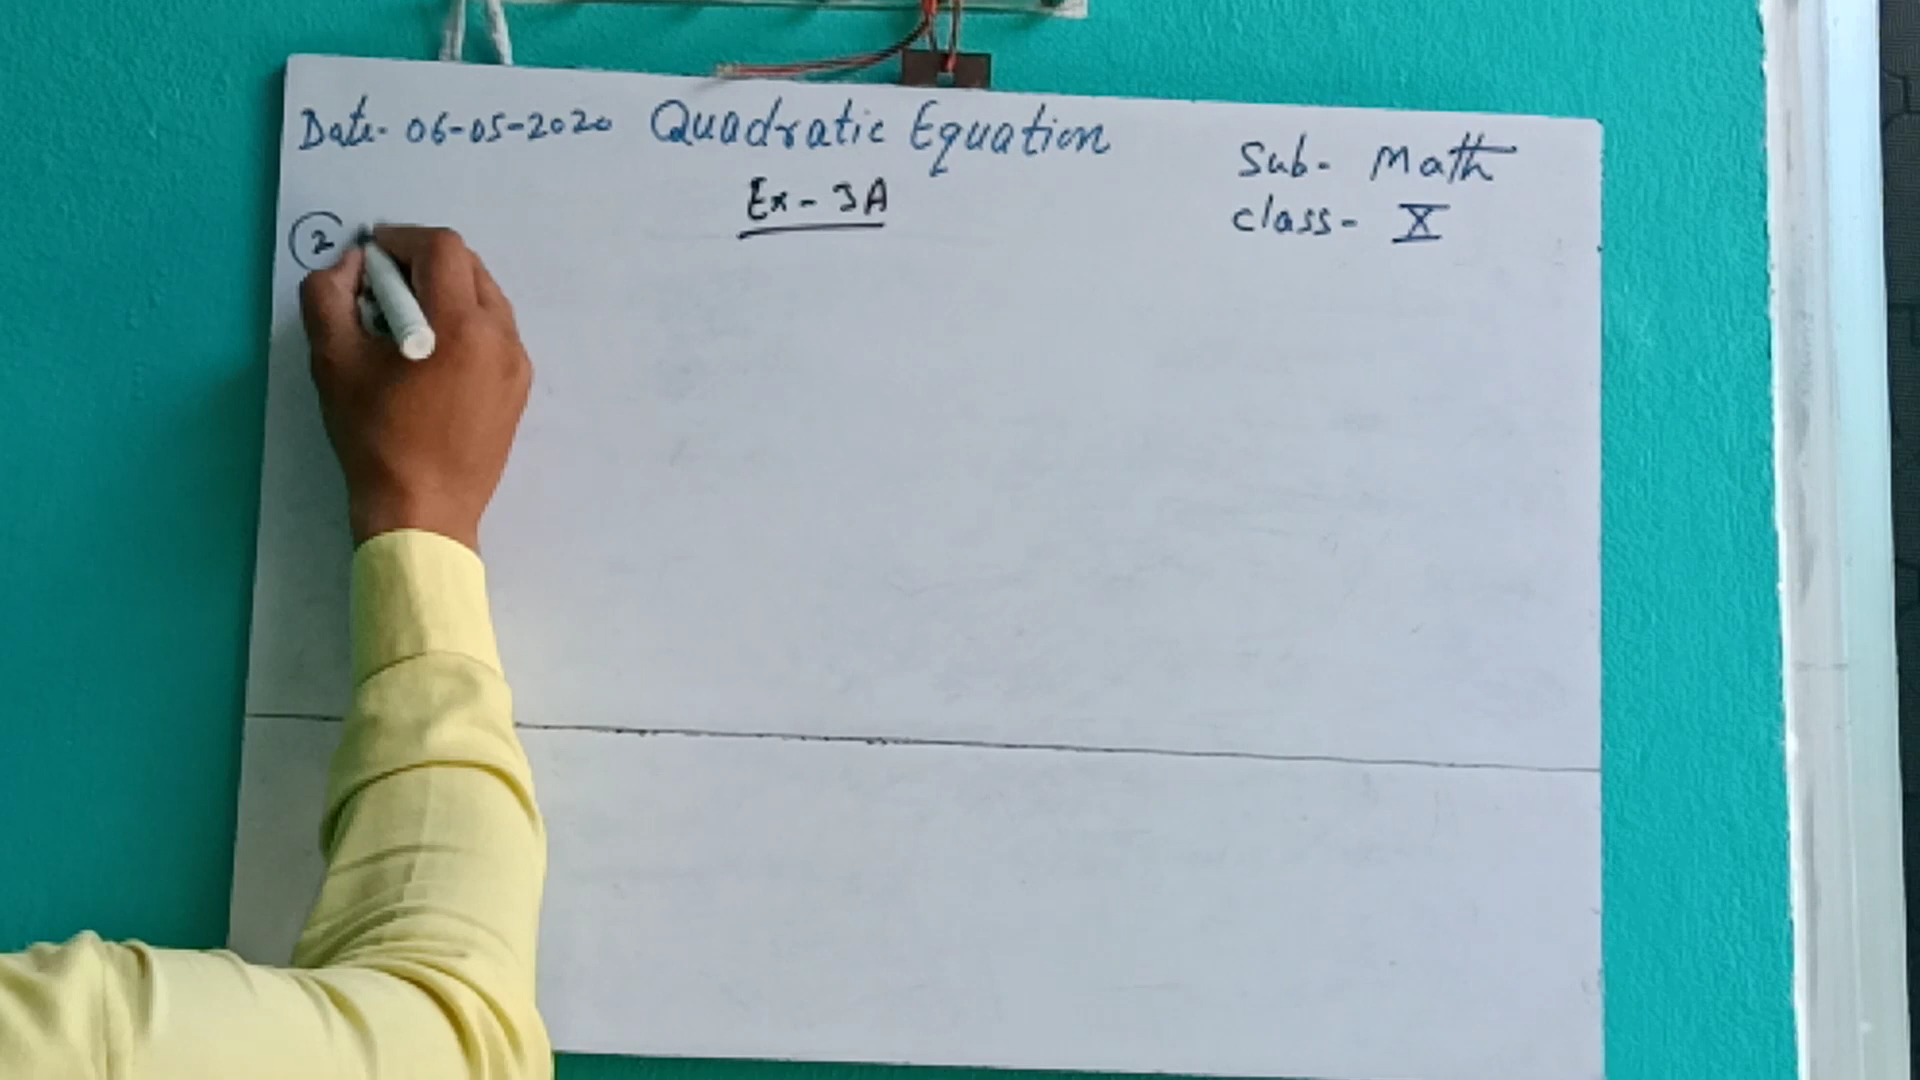 Date- 06-05-2020 Quadratic Equation
Sub- Math
Ex - 3A
Class- X
2